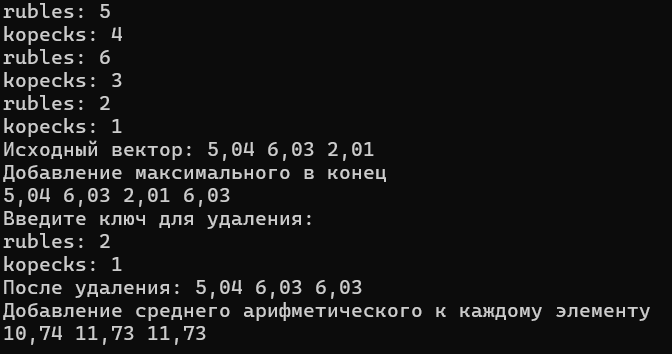 rubles: 5
kopecks: 4
rubles: 6
kopecks: 3
rubles: 2
kopecks: 1
Исходный вектор: 5,04 6,03 2,01
Добавление максимального в конец
5,04 6,03 2,01 6,03
Введите ключ для удаления:
rubles: 2
kopecks: 1
После удаления: 5,04 6,03 6,03
Добавление среднего арифметического к каждому элементу
10,74 11,73 11,73